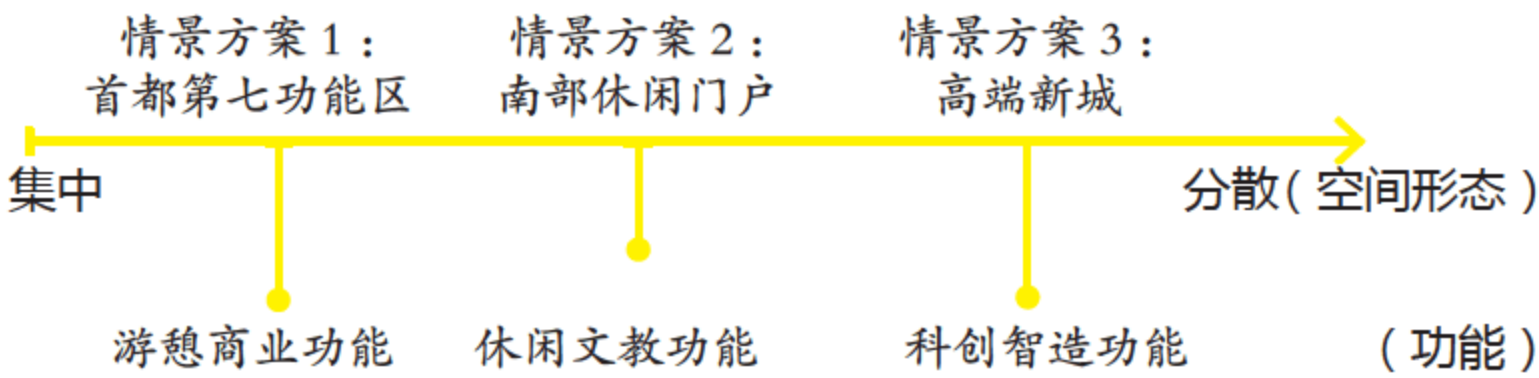 情景方案 1：
首都第七功能区
情景方案 2：
南部休闲门户
情景方案 3：
高端新城
集中
分散（空间形态）
游憩商业功能
休闲文教功能
科创智造功能
（功能）